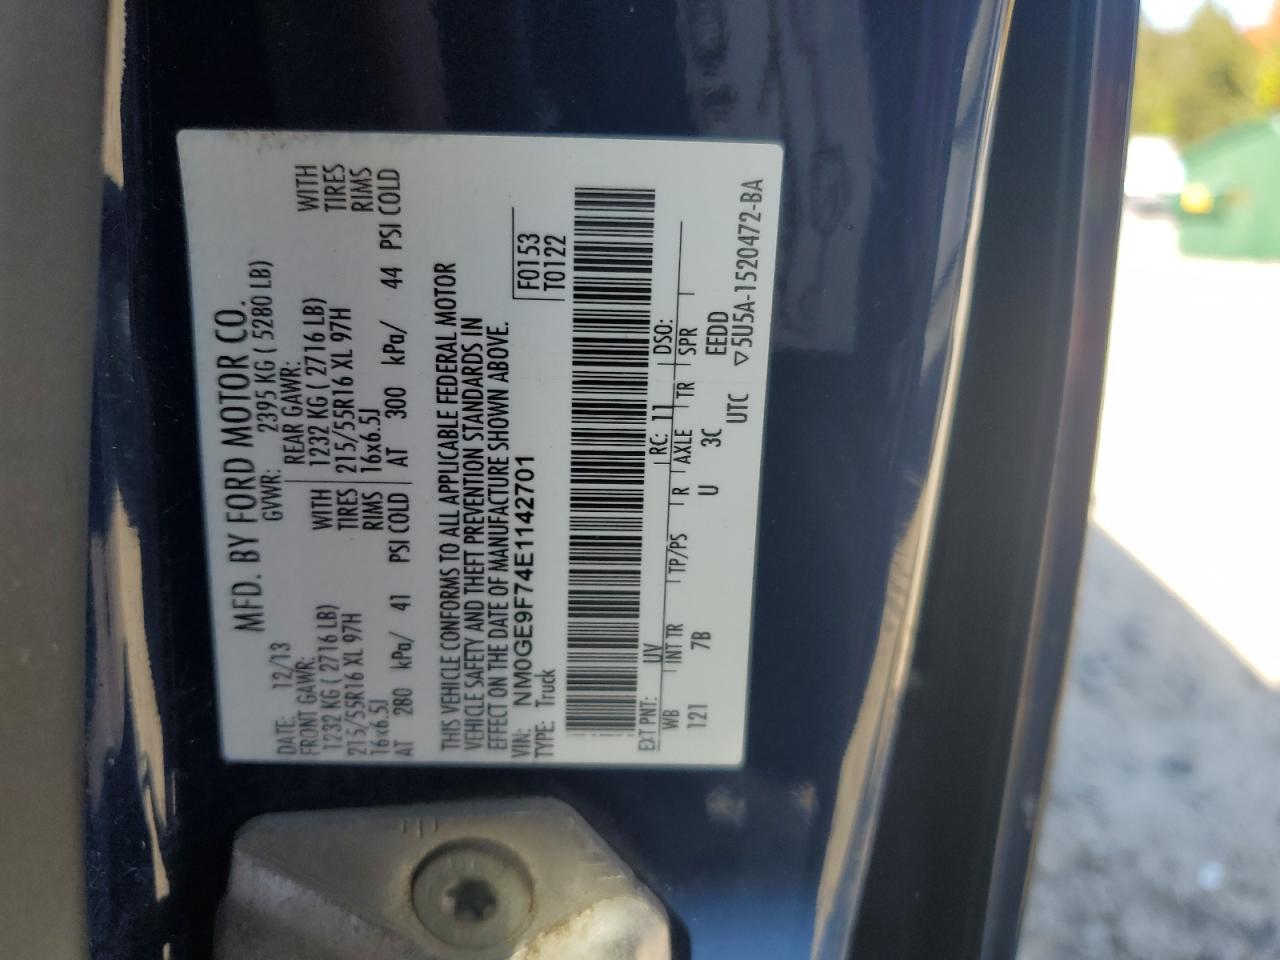 MFD. BY FORD MOTOR CO.
DATE: 12/13 GVWR: 2395 KG ( 5280 LB)
FRONT GAWR: REAR GAWR:
1232 KG ( 2716 LB) WITH 1232 KG ( 2716 LB) WITH
215/55R16 XL 97H TIRES 215/55R16 XL 97H TIRES
16x6.5J RIMS 16x6.5J RIMS
AT 280 kPa/ 41 PSI COLD AT 300 kPa/ 44 PSI COLD
THIS VEHICLE CONFORMS TO ALL APPLICABLE FEDERAL MOTOR
VEHICLE SAFETY AND THEFT PREVENTION STANDARDS IN
EFFECT ON THE DATE OF MANUFACTURE SHOWN ABOVE.
VIN: NM0GE9F74E1142701 F0153
TYPE: Truck T0122
EXT PNT: UV RC: 11 DSO:
WB INT TR TP/PS R AXLE TR SPR
121 7B U 3C EEDD
UTC ▽5U5A-1520472-BA